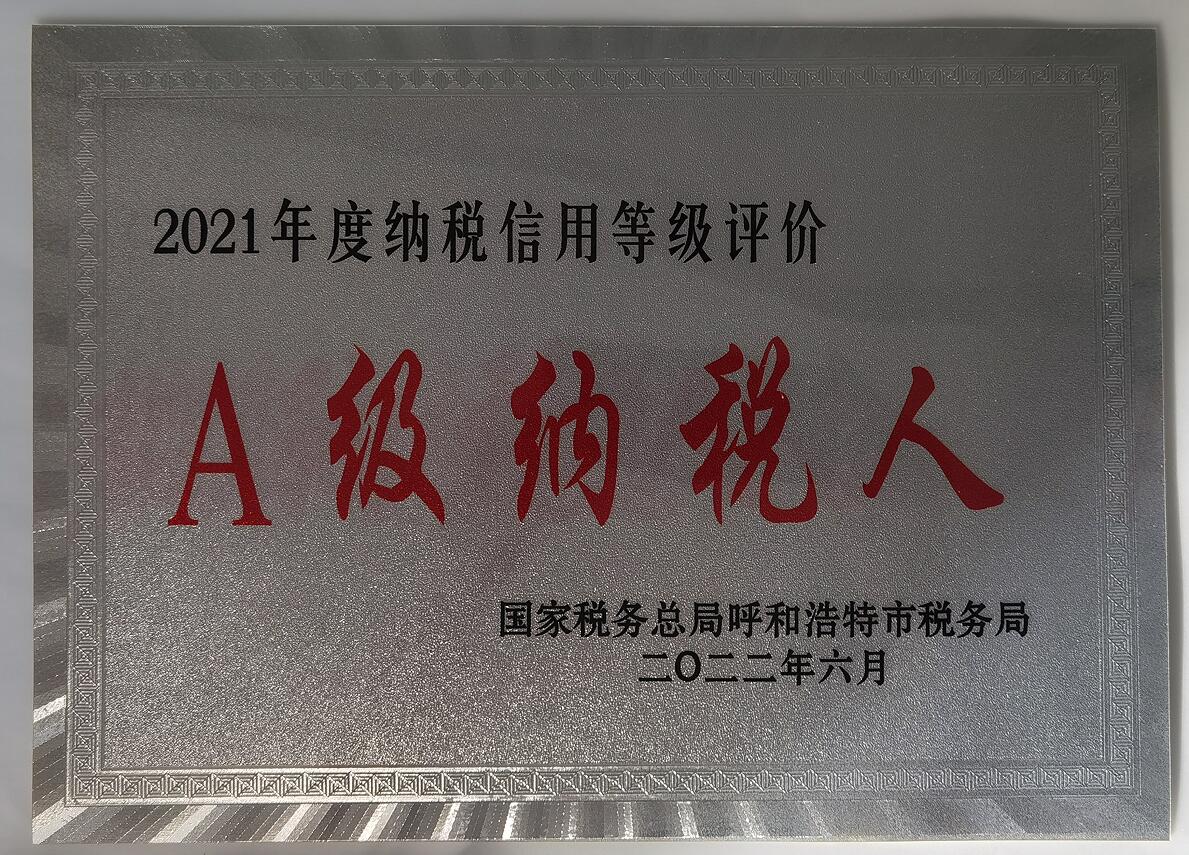 2021年度纳税信用等级评价
A级纳税人
国家税务总局呼和浩特市税务局
二O二二年六月